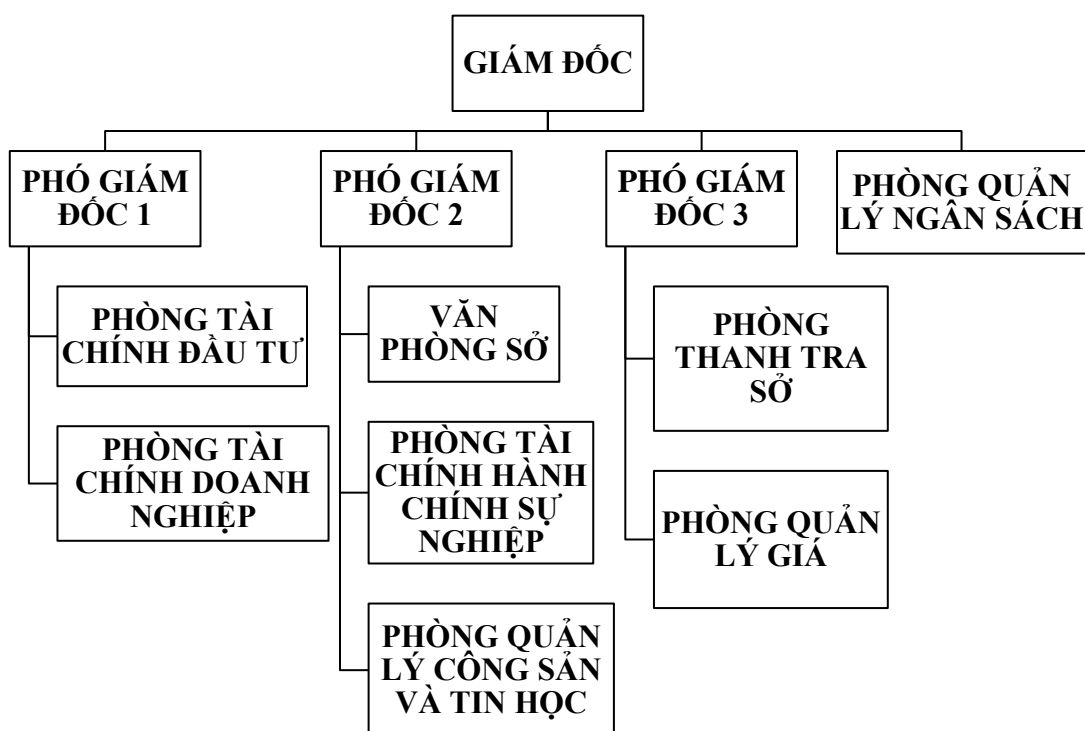 GIÁM ĐỐC
PHÓ GIÁM
ĐỐC 1
PHÓ GIÁM
ĐỐC 2
PHÓ GIÁM
ĐỐC 3
PHÒNG QUẢN
LÝ NGÂN SÁCH
PHÒNG TÀI
CHÍNH ĐẦU TƯ
PHÒNG TÀI
CHÍNH DOANH
NGHIỆP
VĂN
PHÒNG SỞ
PHÒNG TÀI
CHÍNH HÀNH
CHÍNH SỰ
NGHIỆP
PHÒNG QUẢN
LÝ CÔNG SẢN
VÀ TIN HỌC
PHÒNG
THANH TRA
SỞ
PHÒNG QUẢN
LÝ GIÁ